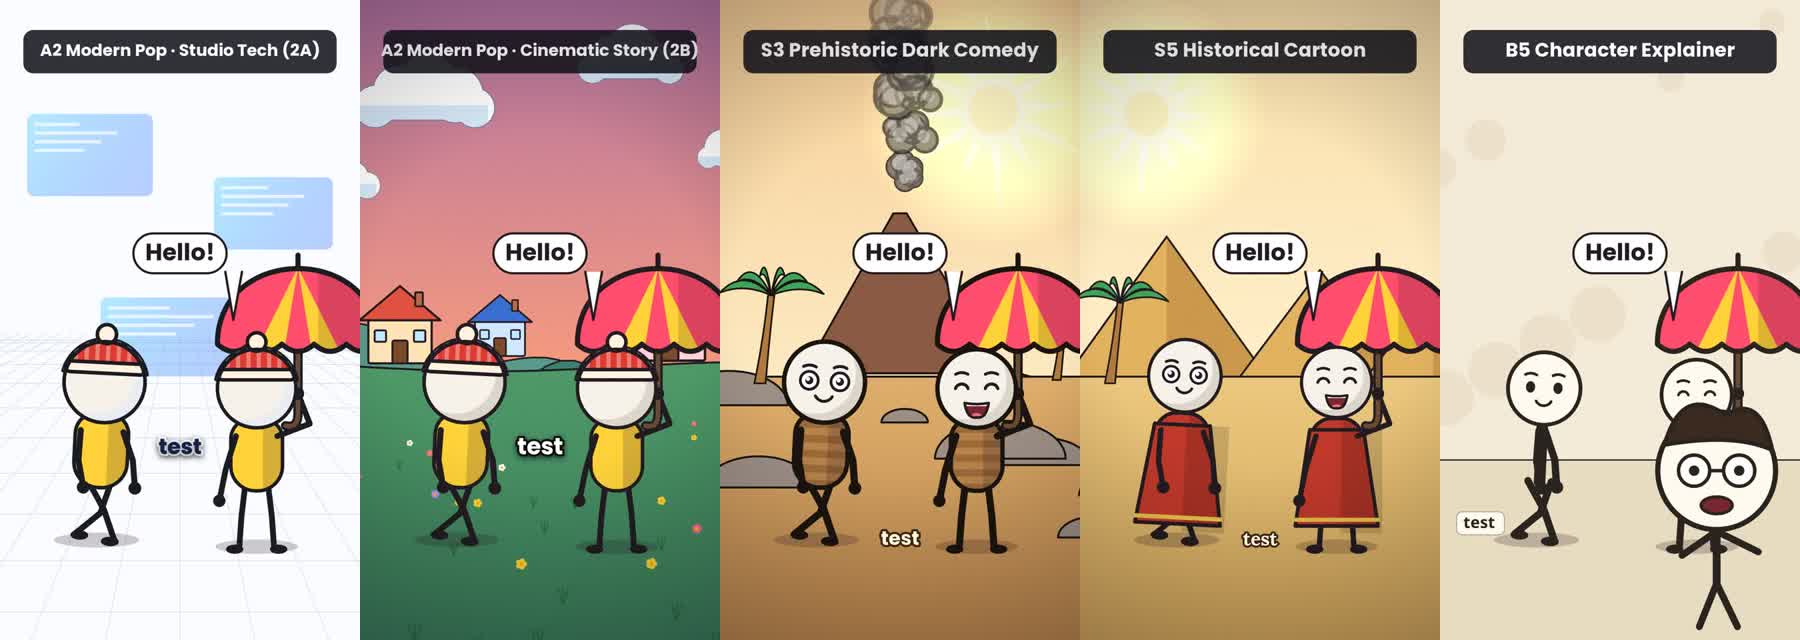 A2 Modern Pop · Studio Tech (2A)
Hello!
test
A2 Modern Pop · Cinematic Story (2B)
Hello!
test
S3 Prehistoric Dark Comedy
Hello!
test
S5 Historical Cartoon
Hello!
test
B5 Character Explainer
Hello!
test